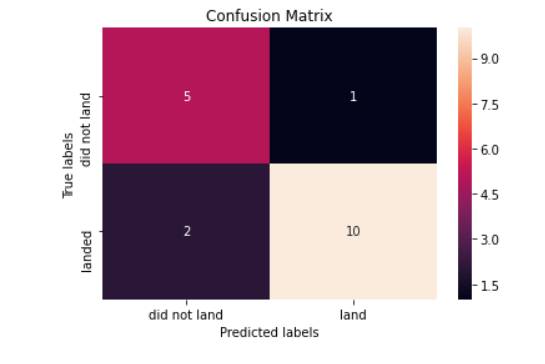 Confusion Matrix
True labels
did not land
landed
5
1
2
10
did not land
land
Predicted labels
9.0
7.5
6.0
4.5
3.0
1.5